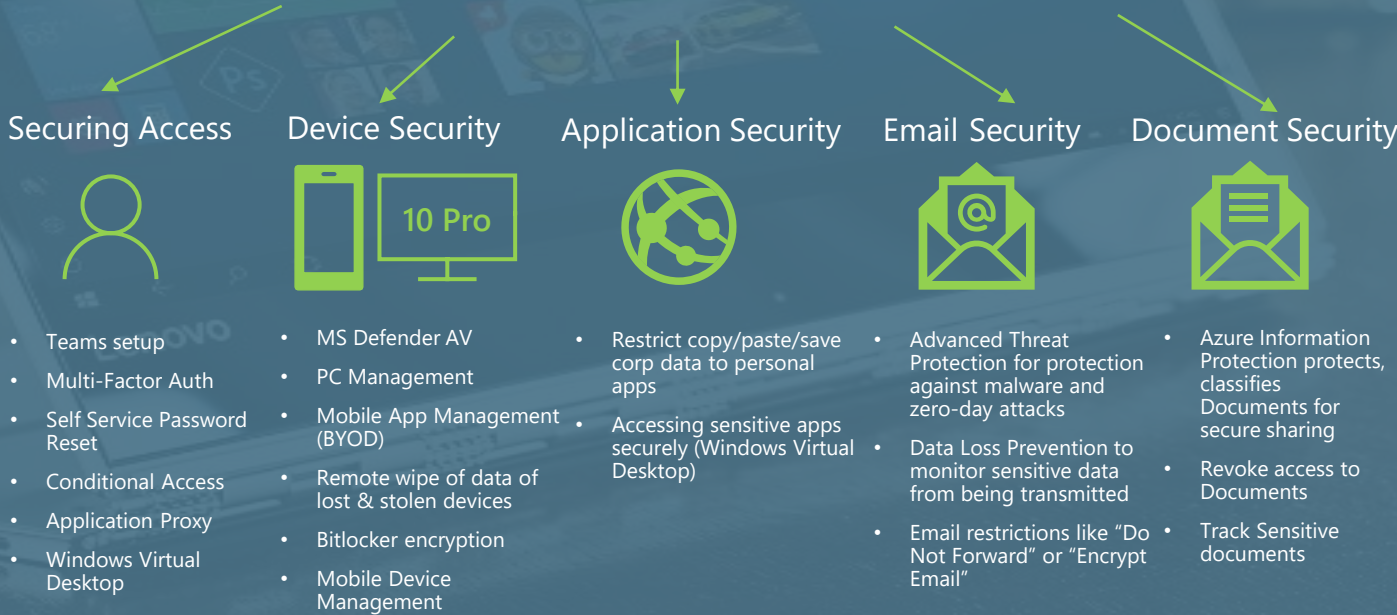 Securing Access
Device Security
Application Security
Email Security
Document Security
10 Pro
@
• Teams setup
• Multi-Factor Auth
• Self Service Password
Reset
• Conditional Access
• Application Proxy
• Windows Virtual
Desktop
• MS Defender AV
• PC Management
• Mobile App Management
(BYOD)
• Remote wipe of data of
lost & stolen devices
• Bitlocker encryption
• Mobile Device
Management
• Restrict copy/paste/save
corp data to personal
apps
• Accessing sensitive apps
securely (Windows Virtual
Desktop)
• Advanced Threat
Protection for protection
against malware and
zero-day attacks
• Data Loss Prevention to
monitor sensitive data
from being transmitted
• Email restrictions like “Do
Not Forward” or “Encrypt
Email”
• Azure Information
Protection protects,
classifies
Documents for
secure sharing
• Revoke access to
Documents
• Track Sensitive
documents
Ps
Lenovo